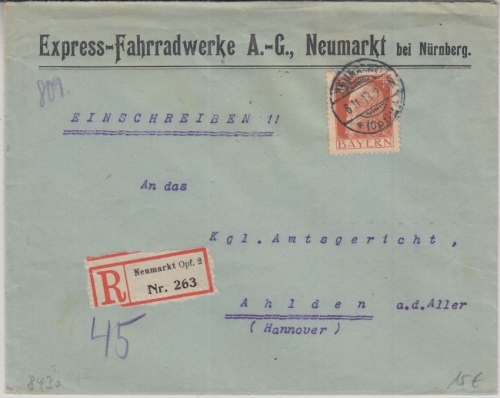 Express-Fahrradwerke A.-G., Neumarkt bei Nürnberg.
809
EINSCHREIBEN !!
BAYERN
An das
Kgl. Amtsgericht,
Neumarkt Opf. 2
R Nr. 263
Ahlden a.d.Aller
(Hannover)
45
8430
15€